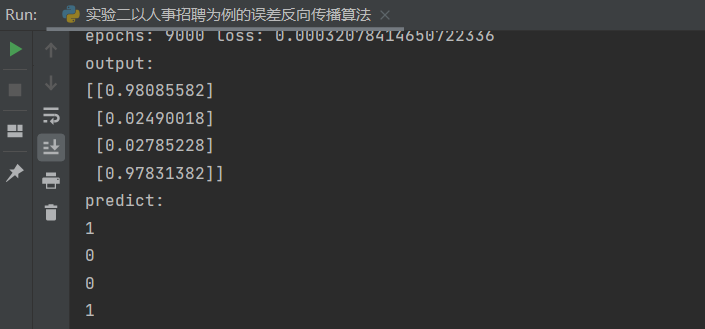 Run: 实验二以人事招聘为例的误差反向传播算法
epochs: 9000 loss: 0.00032078414650722336
output:
[[0.98085582]
 [0.02490018]
 [0.02785228]
 [0.97831382]]
predict:
1
0
0
1